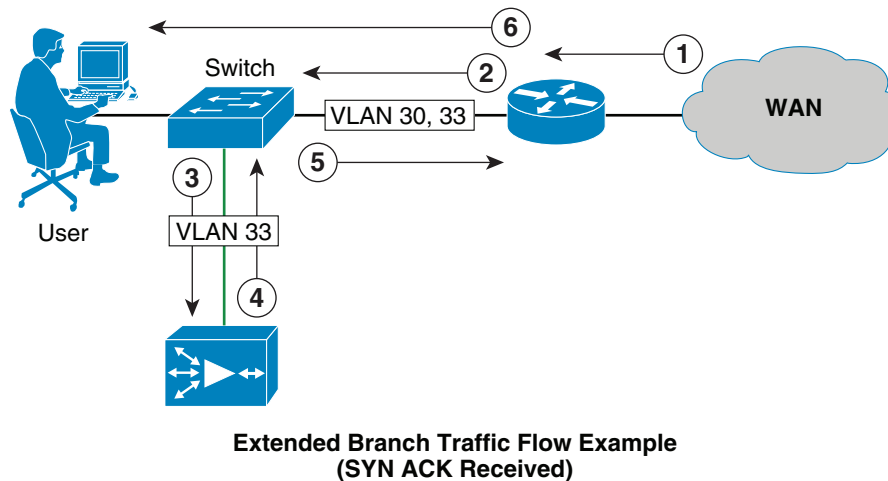 6
1
2
Switch
WAN
VLAN 30, 33
5
3
User
VLAN 33
4
Extended Branch Traffic Flow Example
(SYN ACK Received)